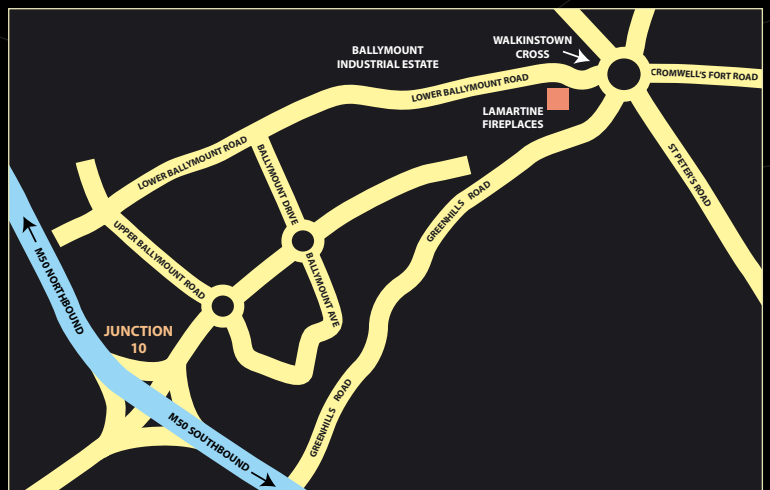 BALLYMOUNT
INDUSTRIAL ESTATE
WALKINSTOWN
CROSS
CROMWELL'S FORT ROAD
LOWER BALLYMOUNT ROAD
LAMARTINE
FIREPLACES
LOWER BALLYMOUNT ROAD
BALLYMOUNT DRIVE
ST PETER'S ROAD
GREENHILLS ROAD
UPPER BALLYMOUNT ROAD
BALLYMOUNT AVE
M50 NORTHBOUND
JUNCTION
10
GREENHILLS ROAD
M50 SOUTHBOUND